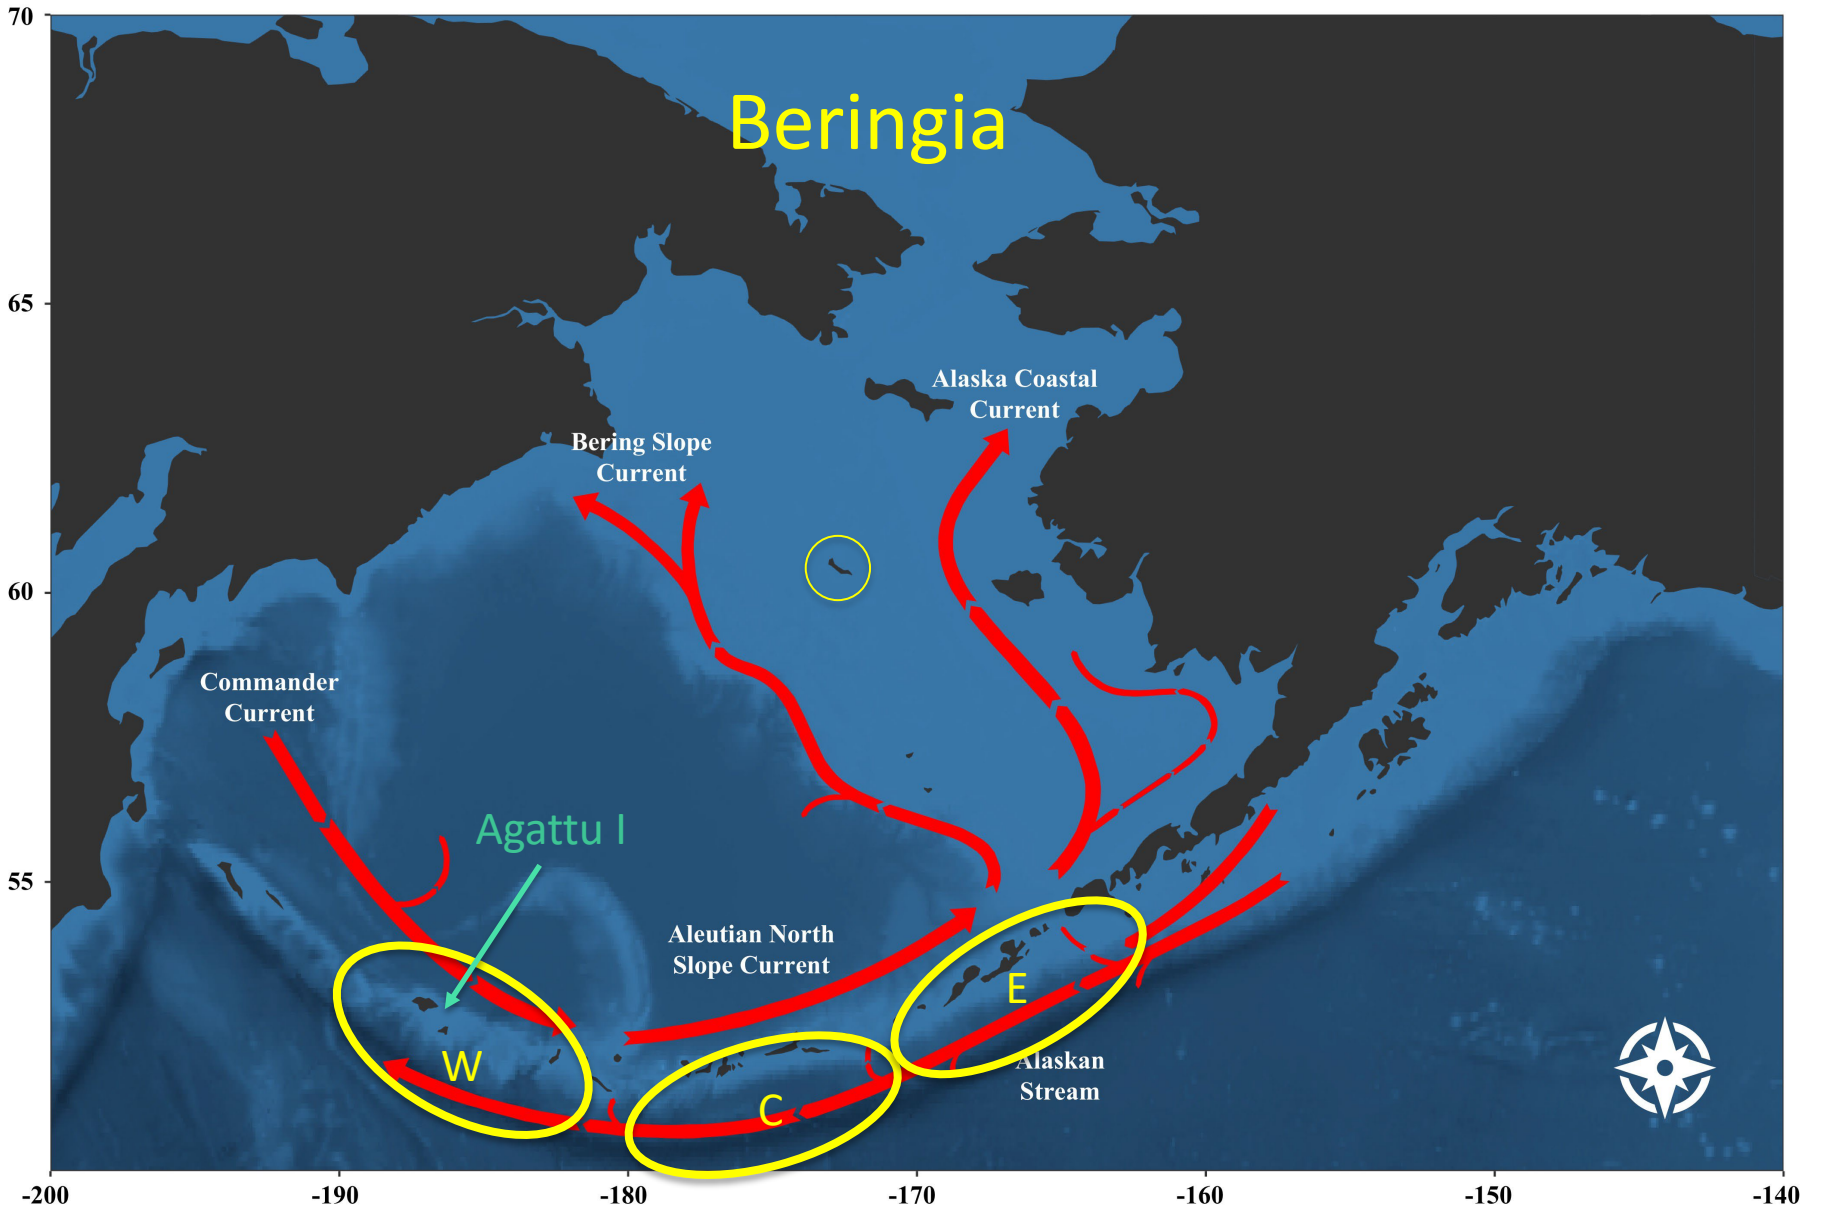 70
Beringia
65
Alaska Coastal
Current
Bering Slope
Current
60
Commander
Current
Agattu I
55
Aleutian North
Slope Current
E
W
Alaskan
Stream
C
-200
-190
-180
-170
-160
-150
-140